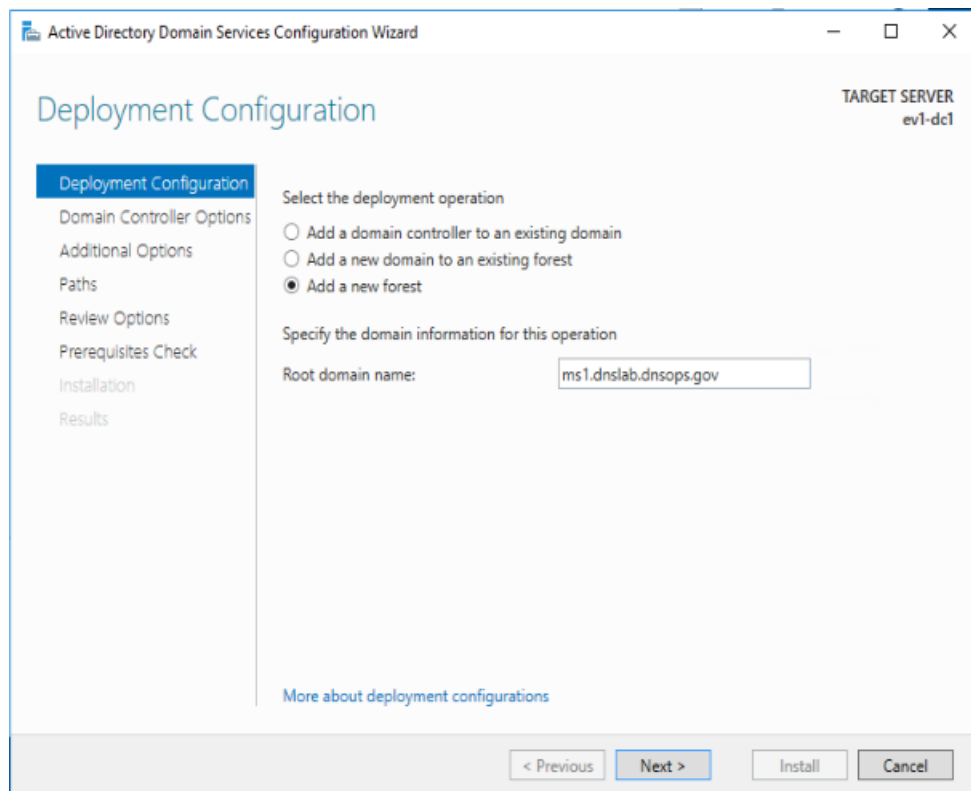 Active Directory Domain Services Configuration Wizard
Deployment Configuration
TARGET SERVER
ev1-dc1
Deployment Configuration
Domain Controller Options
Additional Options
Paths
Review Options
Prerequisites Check
Installation
Results
Select the deployment operation
Add a domain controller to an existing domain
Add a new domain to an existing forest
Add a new forest
Specify the domain information for this operation
Root domain name: ms1.dnslab.dnsops.gov
More about deployment configurations
< Previous Next > Install Cancel